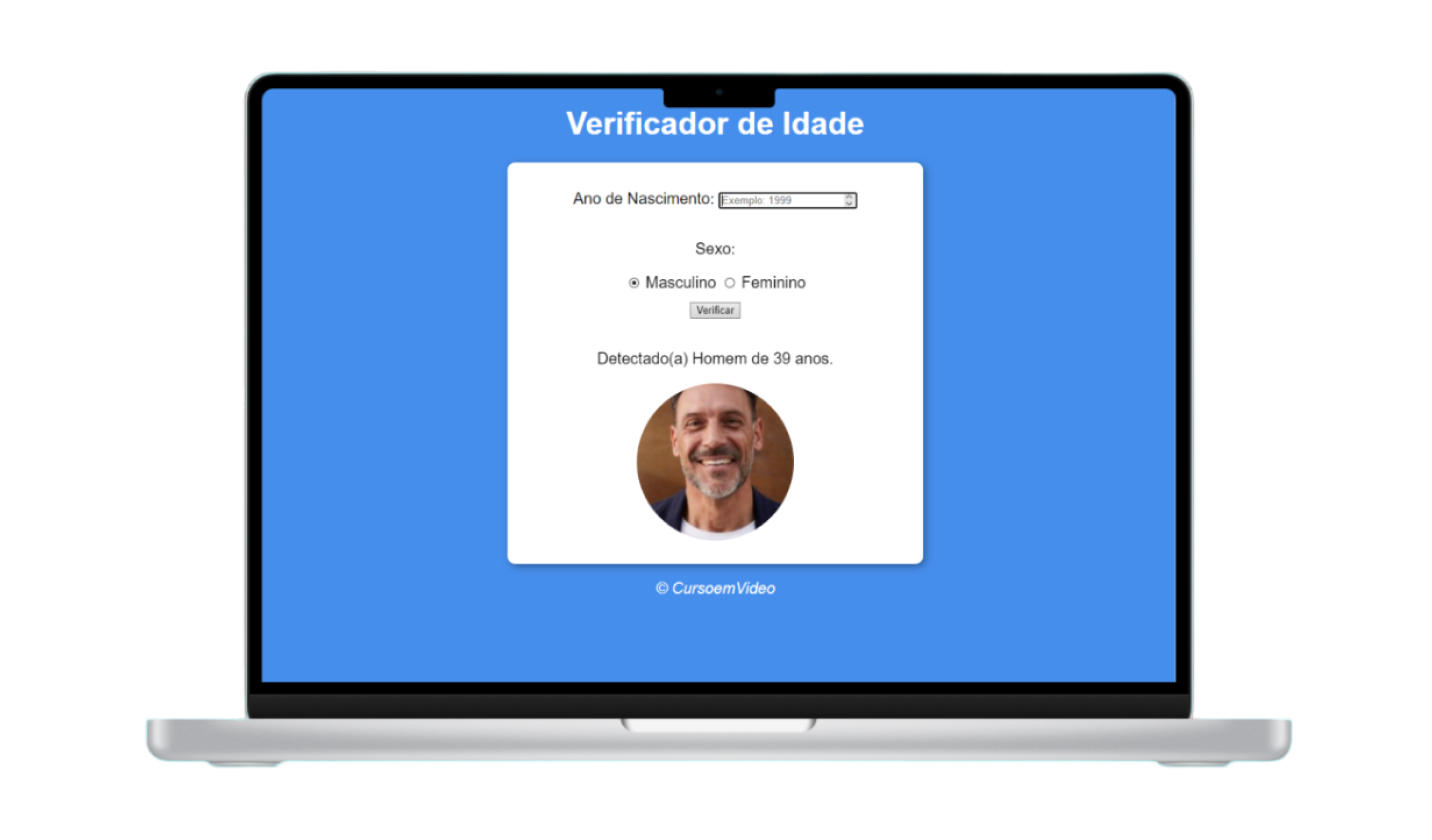 Verificador de Idade
Ano de Nascimento: Exemplo: 1999
Sexo:
Masculino Feminino
Verificar
Detectado(a) Homem de 39 anos.
© CursoemVideo